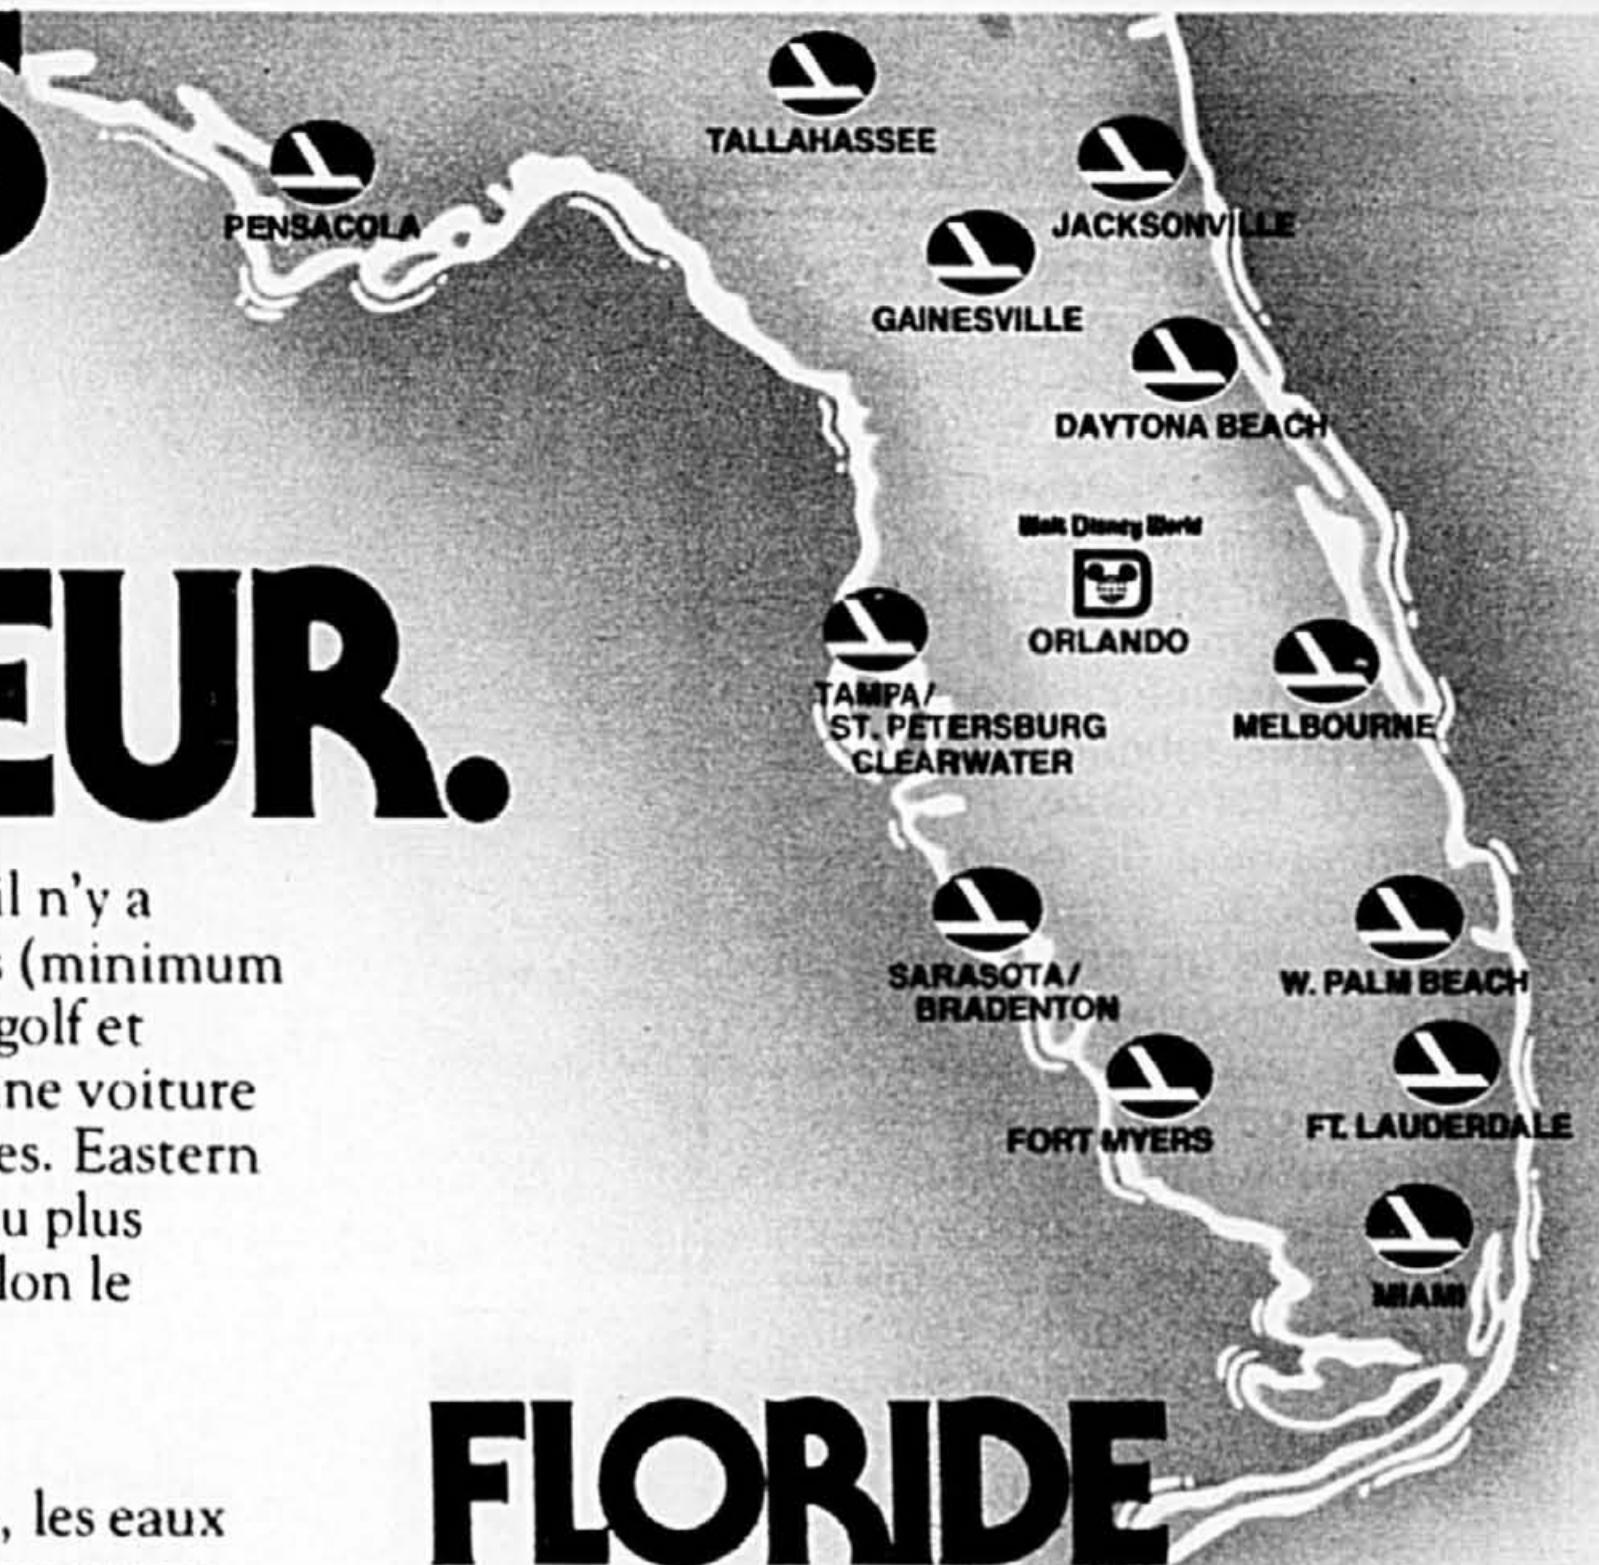 TALLAHASSEE
PENSACOLA
JACKSONVILLE
GAINESVILLE
DAYTONA BEACH
Walt Disney World
ORLANDO
TAMPA/
ST. PETERSBURG
CLEARWATER
MELBOURNE
SARASOTA/
BRADENTON
W. PALM BEACH
FORT MYERS
FT. LAUDERDALE
MIAMI
EUR.
il n'y a
s (minimum
golf et
ne voiture
es. Eastern
u plus
lon le
, les eaux
FLORIDE